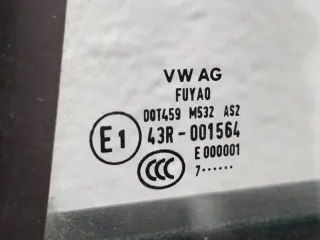 VW AG
FUYAO
DOT459 M532 AS2
E1 43R-001564
E 000001
CCC 7······